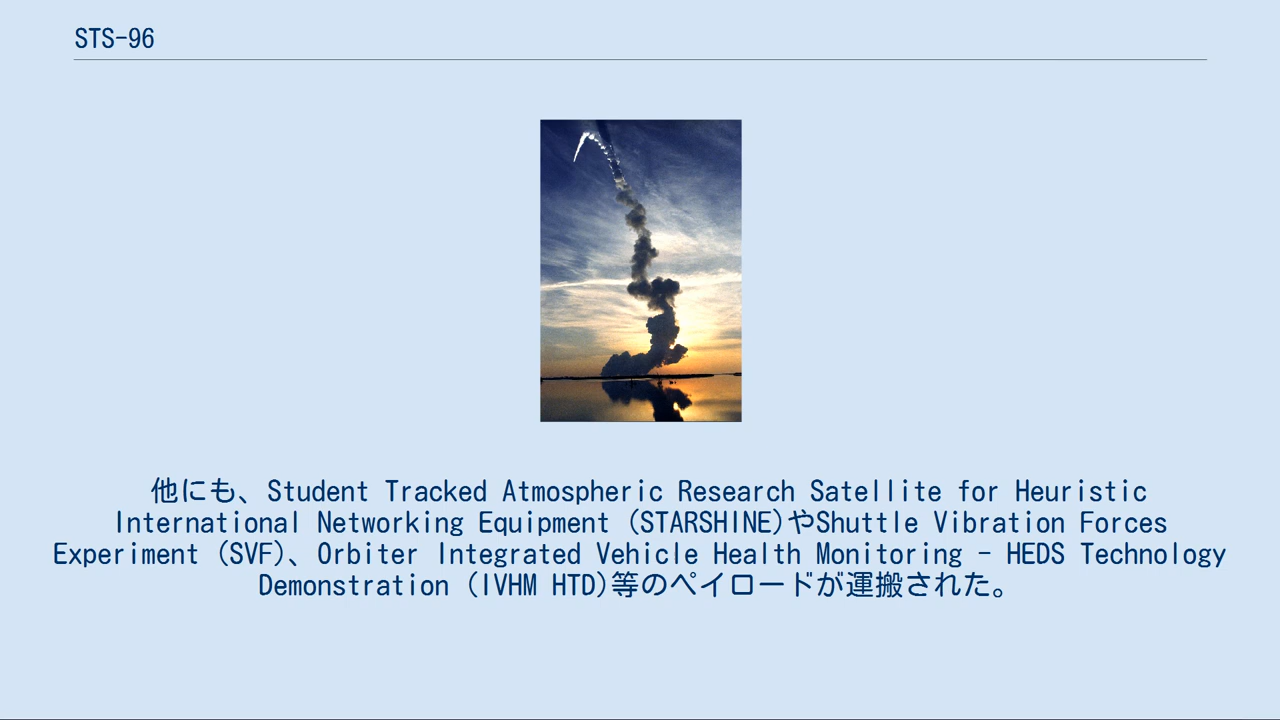 STS-96
他にも、Student Tracked Atmospheric Research Satellite for Heuristic
International Networking Equipment (STARSHINE)やShuttle Vibration Forces
Experiment (SVF)、Orbiter Integrated Vehicle Health Monitoring - HEDS Technology
Demonstration (IVHM HTD)等のペイロードが運搬された。